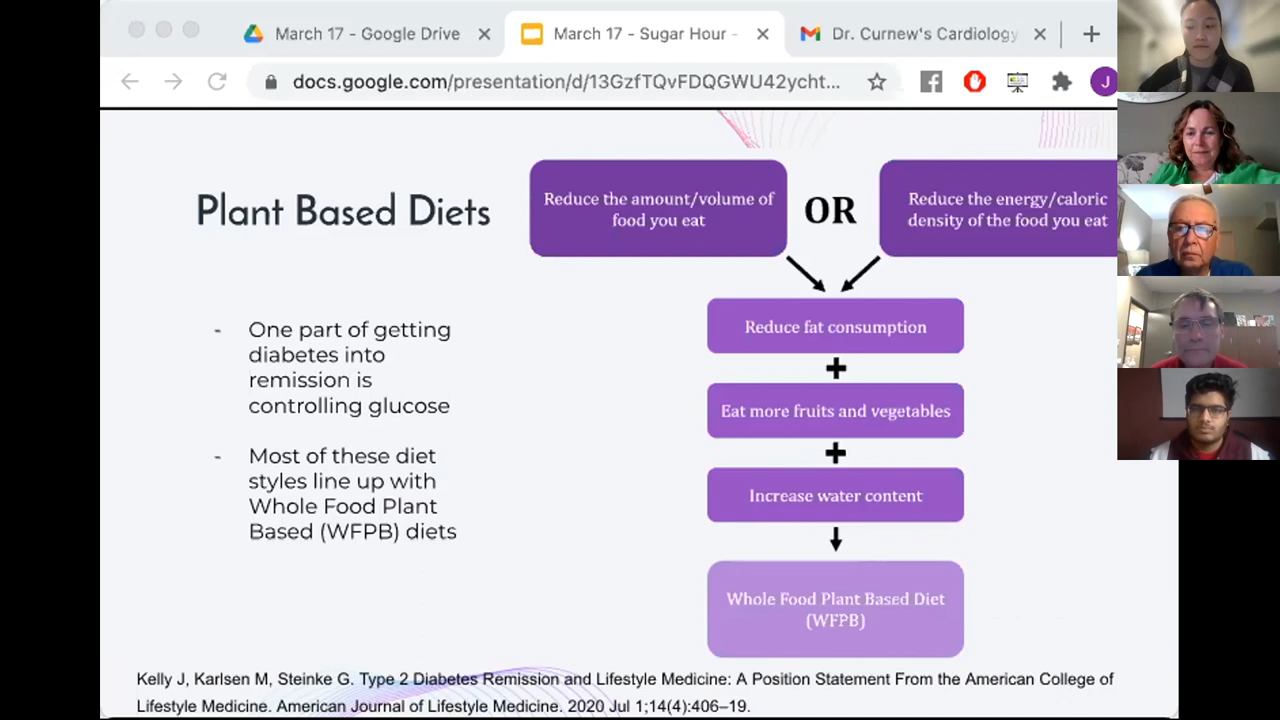 March 17 - Google Drive
March 17 - Sugar Hour -
Dr. Curnew's Cardiology
docs.google.com/presentation/d/13GzfTQvFDQGWU42ycht...
J
Plant Based Diets
Reduce the amount/volume of
food you eat
OR
Reduce the energy/caloric
density of the food you eat
- One part of getting
diabetes into
remission is
controlling glucose
- Most of these diet
styles line up with
Whole Food Plant
Based (WFPB) diets
Reduce fat consumption
+
Eat more fruits and vegetables
+
Increase water content
Whole Food Plant Based Diet
(WFPB)
Kelly J, Karlsen M, Steinke G. Type 2 Diabetes Remission and Lifestyle Medicine: A Position Statement From the American College of
Lifestyle Medicine. American Journal of Lifestyle Medicine. 2020 Jul 1;14(4):406–19.